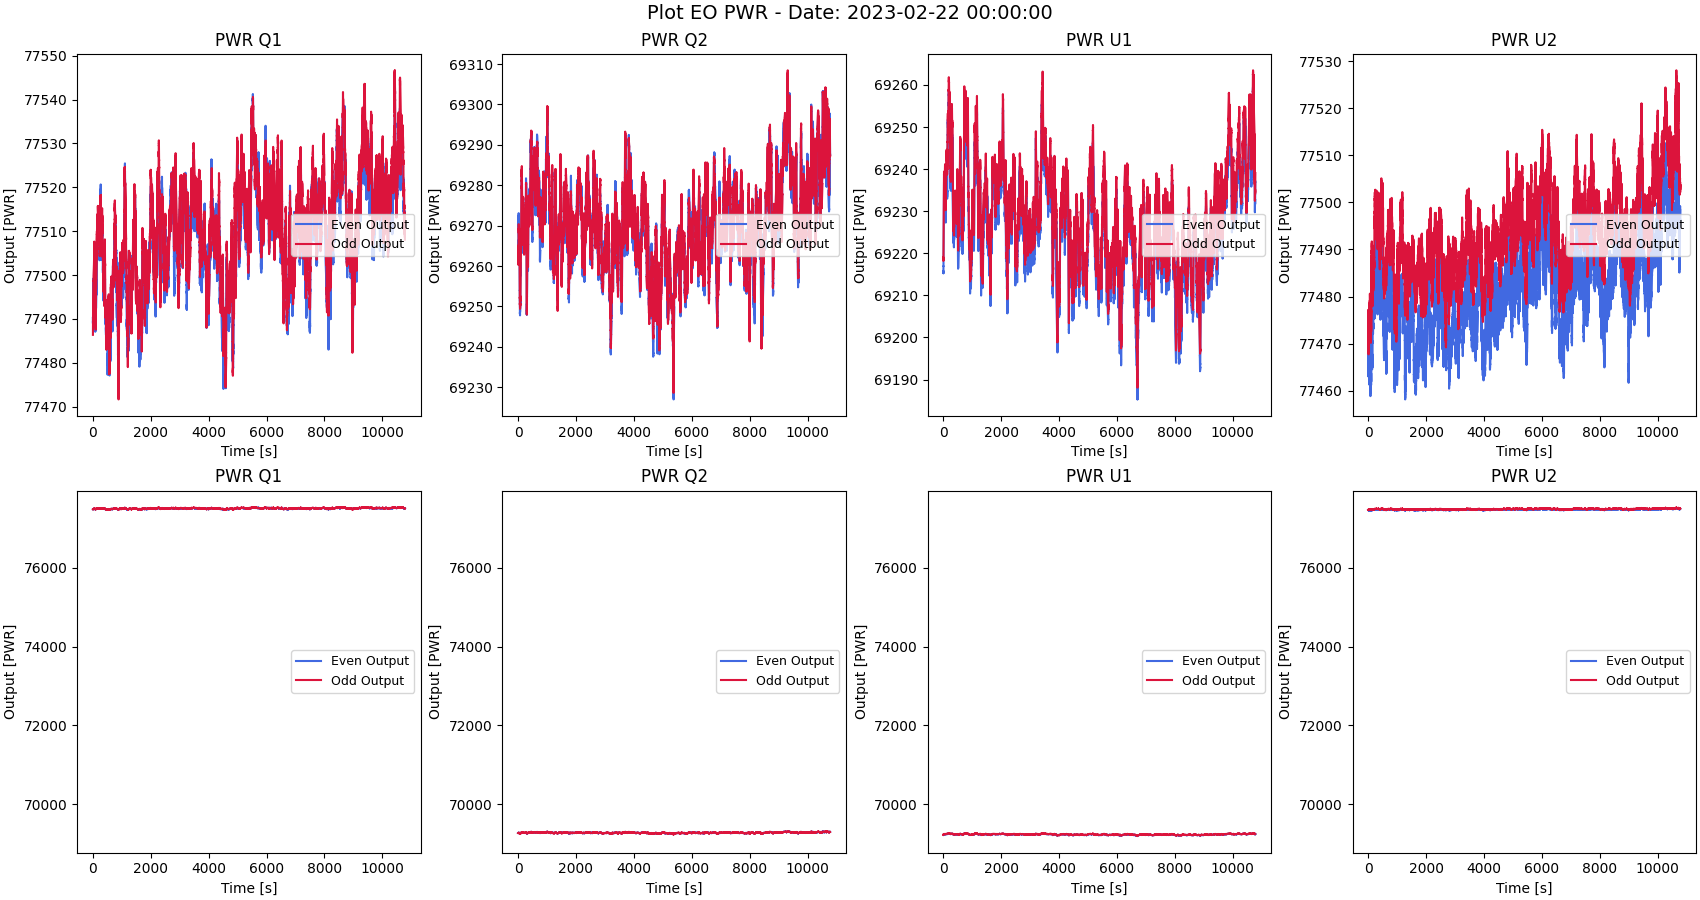 Plot EO PWR - Date: 2023-02-22 00:00:00
PWR Q1
Output [PWR]
77550
77540
77530
77520
77510
77500
77490
77480
77470
0 2000 4000 6000 8000 10000
Time [s]
Even Output
Odd Output
PWR Q2
Output [PWR]
69310
69300
69290
69280
69270
69260
69250
69240
69230
0 2000 4000 6000 8000 10000
Time [s]
Even Output
Odd Output
PWR U1
Output [PWR]
69260
69250
69240
69230
69220
69210
69200
69190
0 2000 4000 6000 8000 10000
Time [s]
Even Output
Odd Output
PWR U2
Output [PWR]
77530
77520
77510
77500
77490
77480
77470
77460
0 2000 4000 6000 8000 10000
Time [s]
Even Output
Odd Output
PWR Q1
Output [PWR]
76000
74000
72000
70000
0 2000 4000 6000 8000 10000
Time [s]
Even Output
Odd Output
PWR Q2
Output [PWR]
76000
74000
72000
70000
0 2000 4000 6000 8000 10000
Time [s]
Even Output
Odd Output
PWR U1
Output [PWR]
76000
74000
72000
70000
0 2000 4000 6000 8000 10000
Time [s]
Even Output
Odd Output
PWR U2
Output [PWR]
76000
74000
72000
70000
0 2000 4000 6000 8000 10000
Time [s]
Even Output
Odd Output